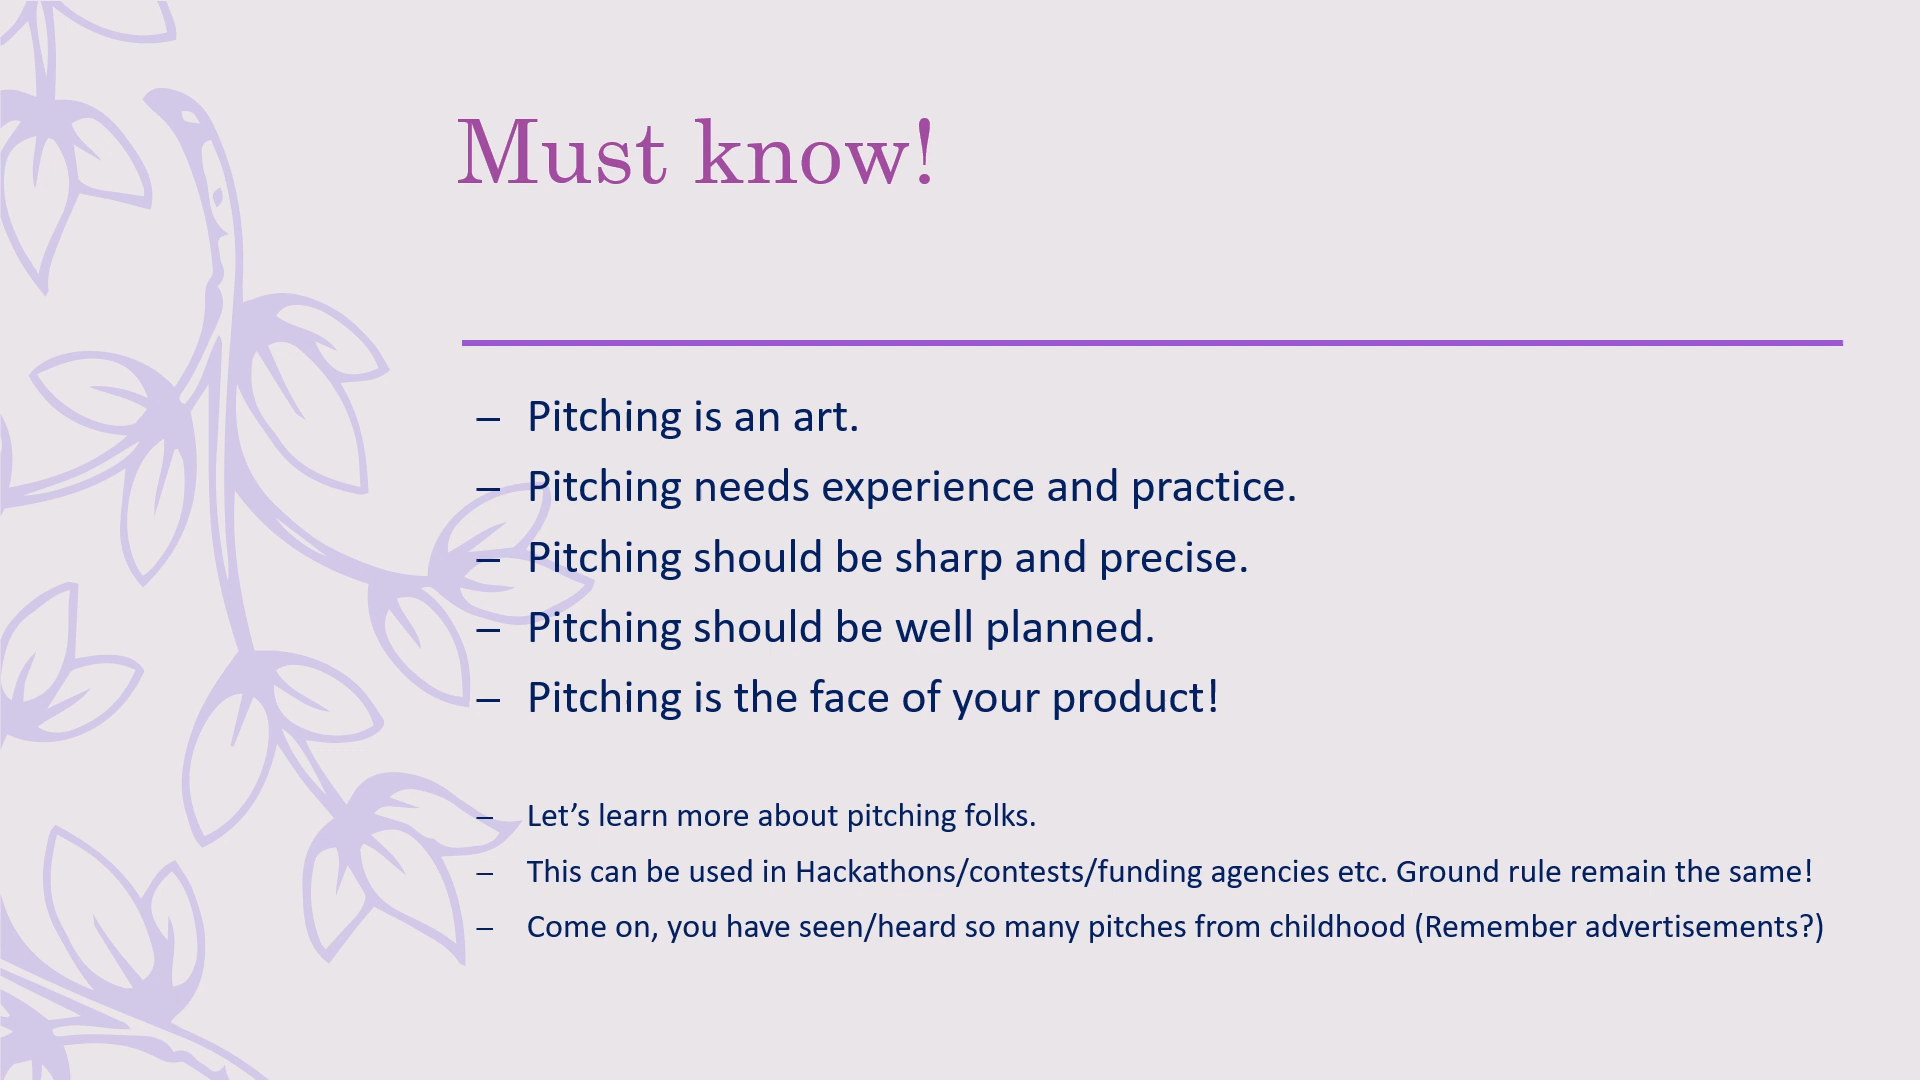 Must know!
– Pitching is an art.
– Pitching needs experience and practice.
– Pitching should be sharp and precise.
– Pitching should be well planned.
– Pitching is the face of your product!
– Let’s learn more about pitching folks.
– This can be used in Hackathons/contests/funding agencies etc. Ground rule remain the same!
– Come on, you have seen/heard so many pitches from childhood (Remember advertisements?)